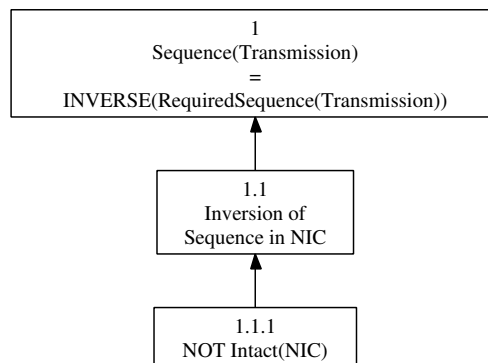 1
Sequence(Transmission)
=
INVERSE(RequiredSequence(Transmission))
1.1
Inversion of
Sequence in NIC
1.1.1
NOT Intact(NIC)